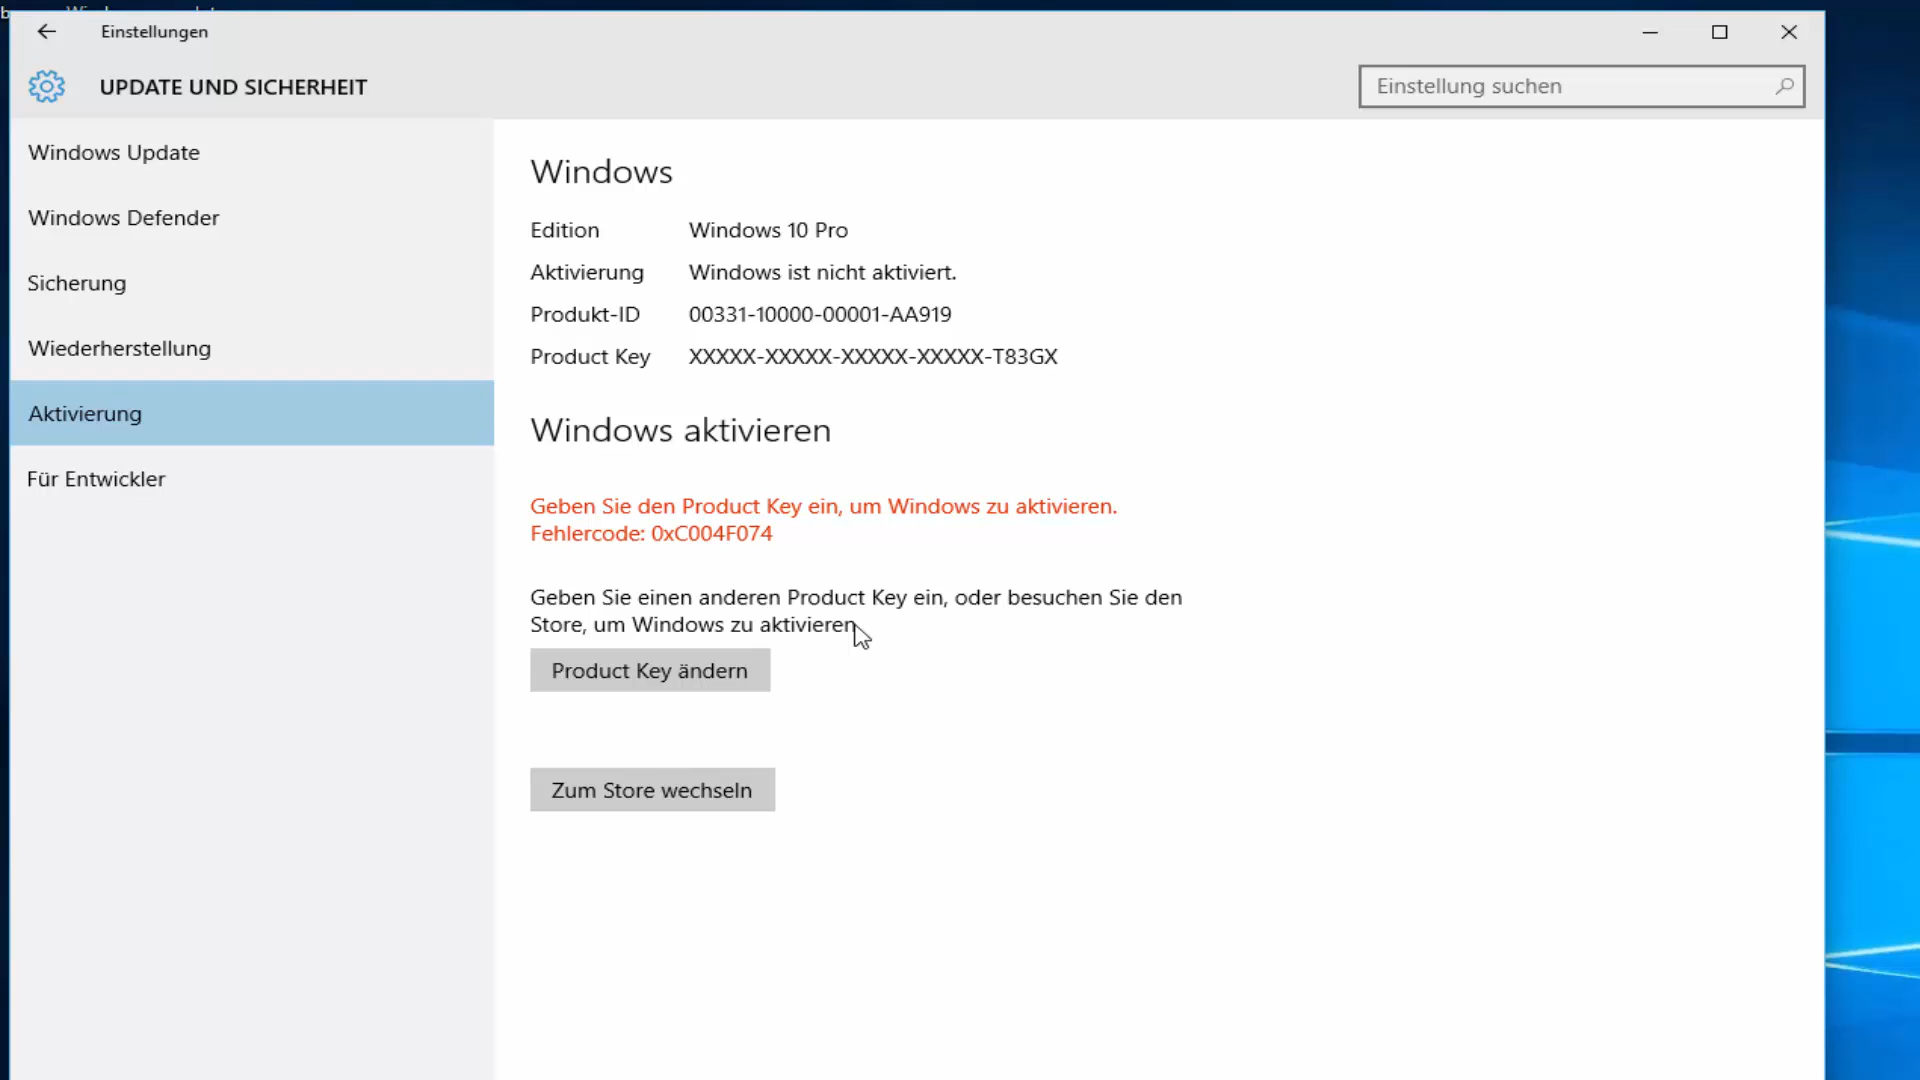 Einstellungen
UPDATE UND SICHERHEIT
Einstellung suchen
Windows Update
Windows Defender
Sicherung
Wiederherstellung
Aktivierung
Für Entwickler
Windows
Edition Windows 10 Pro
Aktivierung Windows ist nicht aktiviert.
Produkt-ID 00331-10000-00001-AA919
Product Key XXXXX-XXXXX-XXXXX-XXXXX-T83GX
Windows aktivieren
Geben Sie den Product Key ein, um Windows zu aktivieren.
Fehlercode: 0xC004F074
Geben Sie einen anderen Product Key ein, oder besuchen Sie den
Store, um Windows zu aktivieren
Product Key ändern
Zum Store wechseln